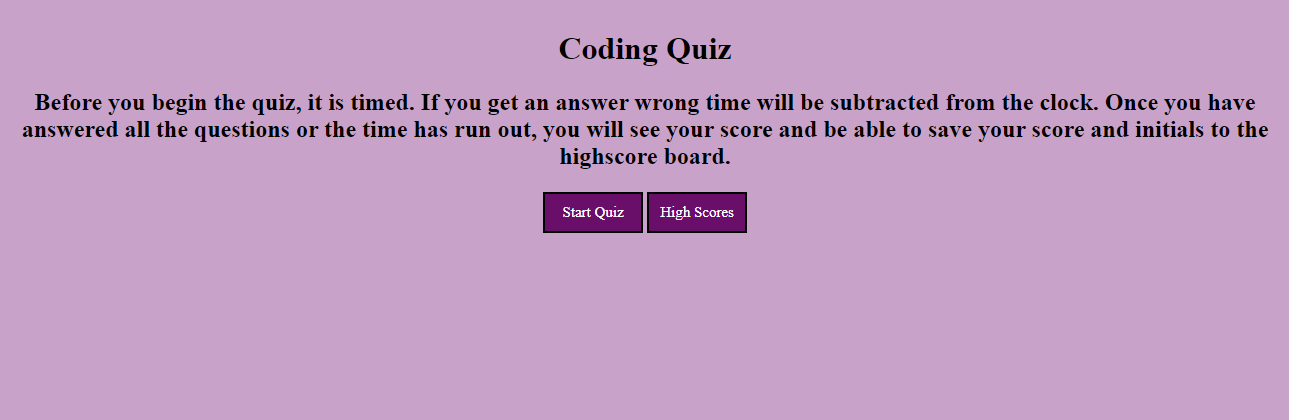 Coding Quiz
Before you begin the quiz, it is timed. If you get an answer wrong time will be subtracted from the clock. Once you have
answered all the questions or the time has run out, you will see your score and be able to save your score and initials to the
highscore board.
Start Quiz High Scores